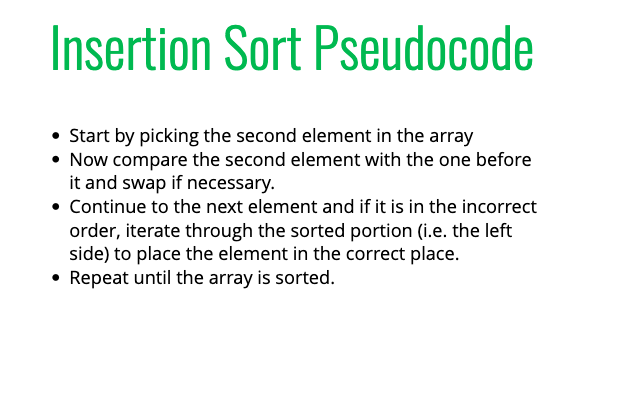 Insertion Sort Pseudocode
• Start by picking the second element in the array
• Now compare the second element with the one before
it and swap if necessary.
• Continue to the next element and if it is in the incorrect
order, iterate through the sorted portion (i.e. the left
side) to place the element in the correct place.
• Repeat until the array is sorted.